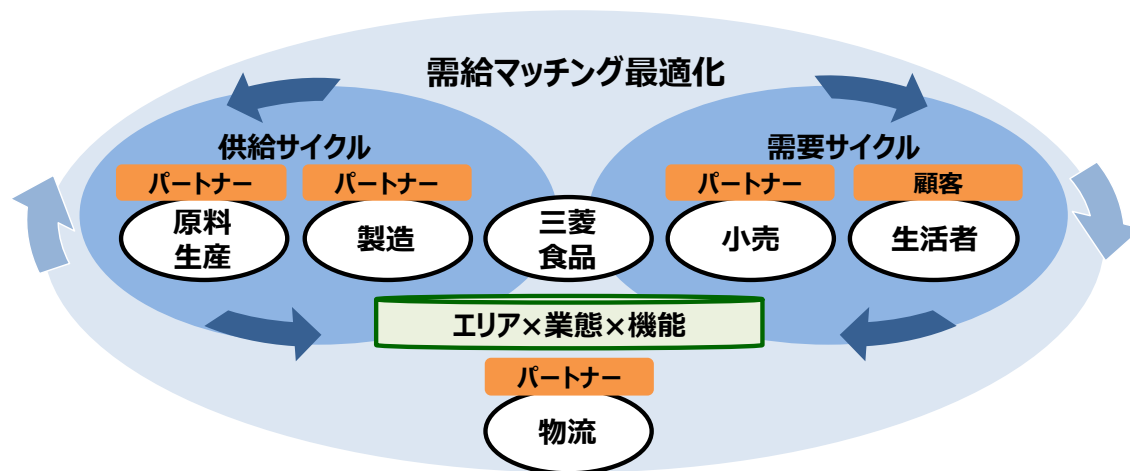 需給マッチング最適化
供給サイクル
需要サイクル
パートナー
パートナー
パートナー
顧客
原料
生産
製造
三菱
食品
小売
生活者
エリア×業態×機能
パートナー
物流